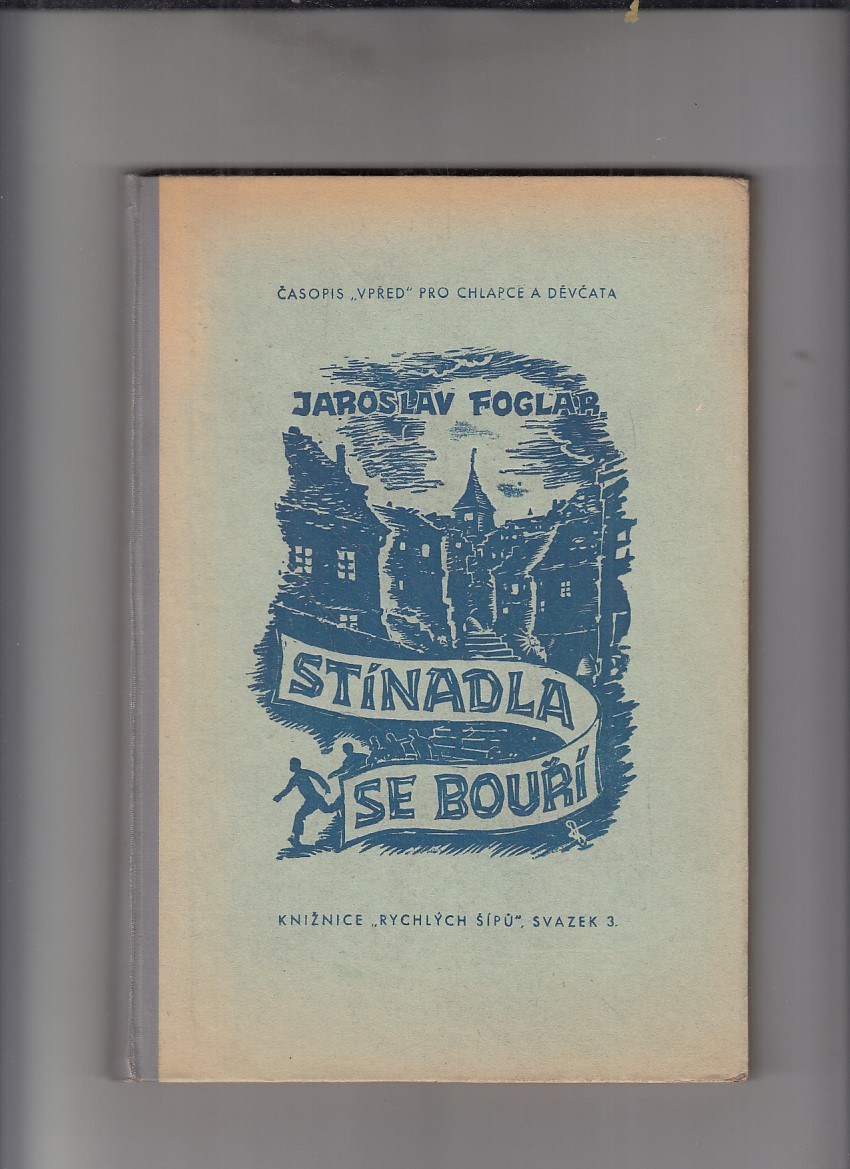 ČASOPIS „VPŘED" PRO CHLAPCE A DĚVČATA
JAROSLAV FOGLAR
STÍNADLA
SE BOUŘÍ
KNIŽNICE „RYCHLÝCH ŠÍPŮ", SVAZEK 3.